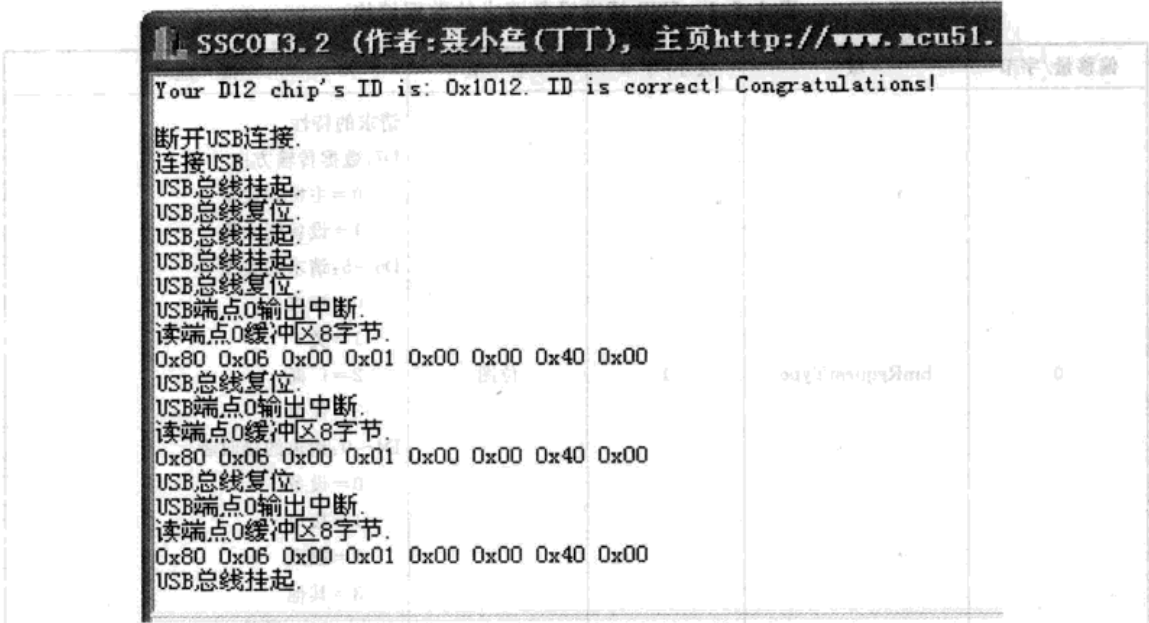 SSCOM3.2 (作者:聂小猛(丁丁), 主页http://www.mcu51.
Your D12 chip's ID is: 0x1012. ID is correct! Congratulations!
断开USB连接.
连接USB.
USB总线挂起.
USB总线复位.
USB总线挂起.
USB总线挂起.
USB总线复位.
USB端点0输出中断.
读端点0缓冲区8字节.
0x80 0x06 0x00 0x01 0x00 0x00 0x40 0x00
USB总线复位.
USB端点0输出中断.
读端点0缓冲区8字节.
0x80 0x06 0x00 0x01 0x00 0x00 0x40 0x00
USB总线复位.
USB端点0输出中断.
读端点0缓冲区8字节.
0x80 0x06 0x00 0x01 0x00 0x00 0x40 0x00
USB总线挂起.